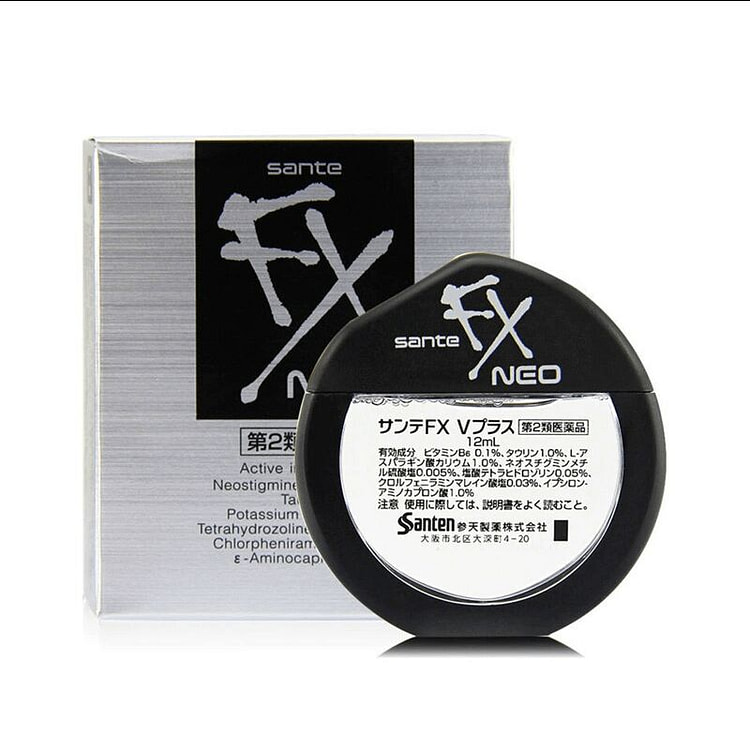 sante
FX
第2類
Active
Neostigmine
Potassium
Tetrahydrozoline
Chlorpheniram
ε-Aminocap
sante FX
NEO
サンテFX Vプラス 第2類医薬品
12mL
有効成分 ビタミンB6 0.1%、タウリン1.0%、L-ア
スパラギン酸カリウム1.0%、ネオスチグミンメチ
ル硫酸塩0.005%、塩酸テトラヒドロゾリン0.05%、
クロルフェニラミンマレイン酸塩0.03%、イプシロン-
アミノカプロン酸1.0%
注意 使用に際しては、説明書をよく読むこと。
Santen 参天製薬株式会社
大阪市北区大深町4-20